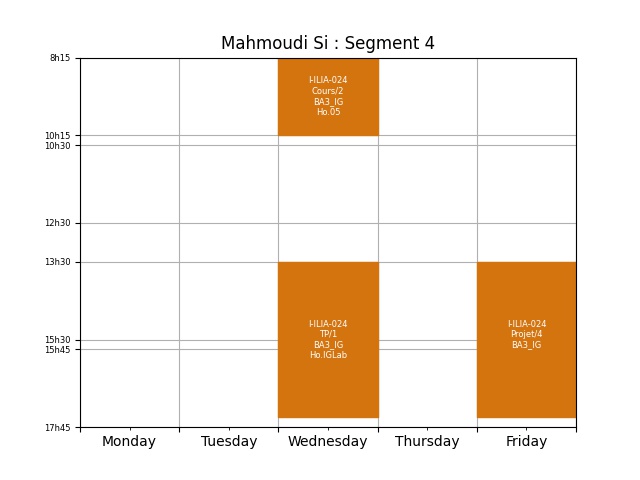 Mahmoudi Si : Segment 4
8h15
I-ILIA-024
Cours/2
BA3_IG
Ho.05
10h15
10h30
12h30
13h30
I-ILIA-024
TP/1
BA3_IG
Ho.IGLab
I-ILIA-024
Projet/4
BA3_IG
15h30
15h45
17h45
Monday Tuesday Wednesday Thursday Friday